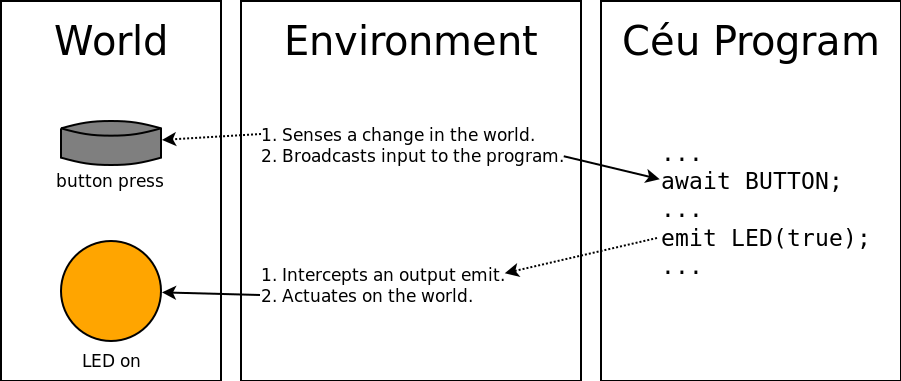 World
Environment
Céu Program
1. Senses a change in the world.
2. Broadcasts input to the program.
button press
...
await BUTTON;
...
emit LED(true);
...
1. Intercepts an output emit.
2. Actuates on the world.
LED on